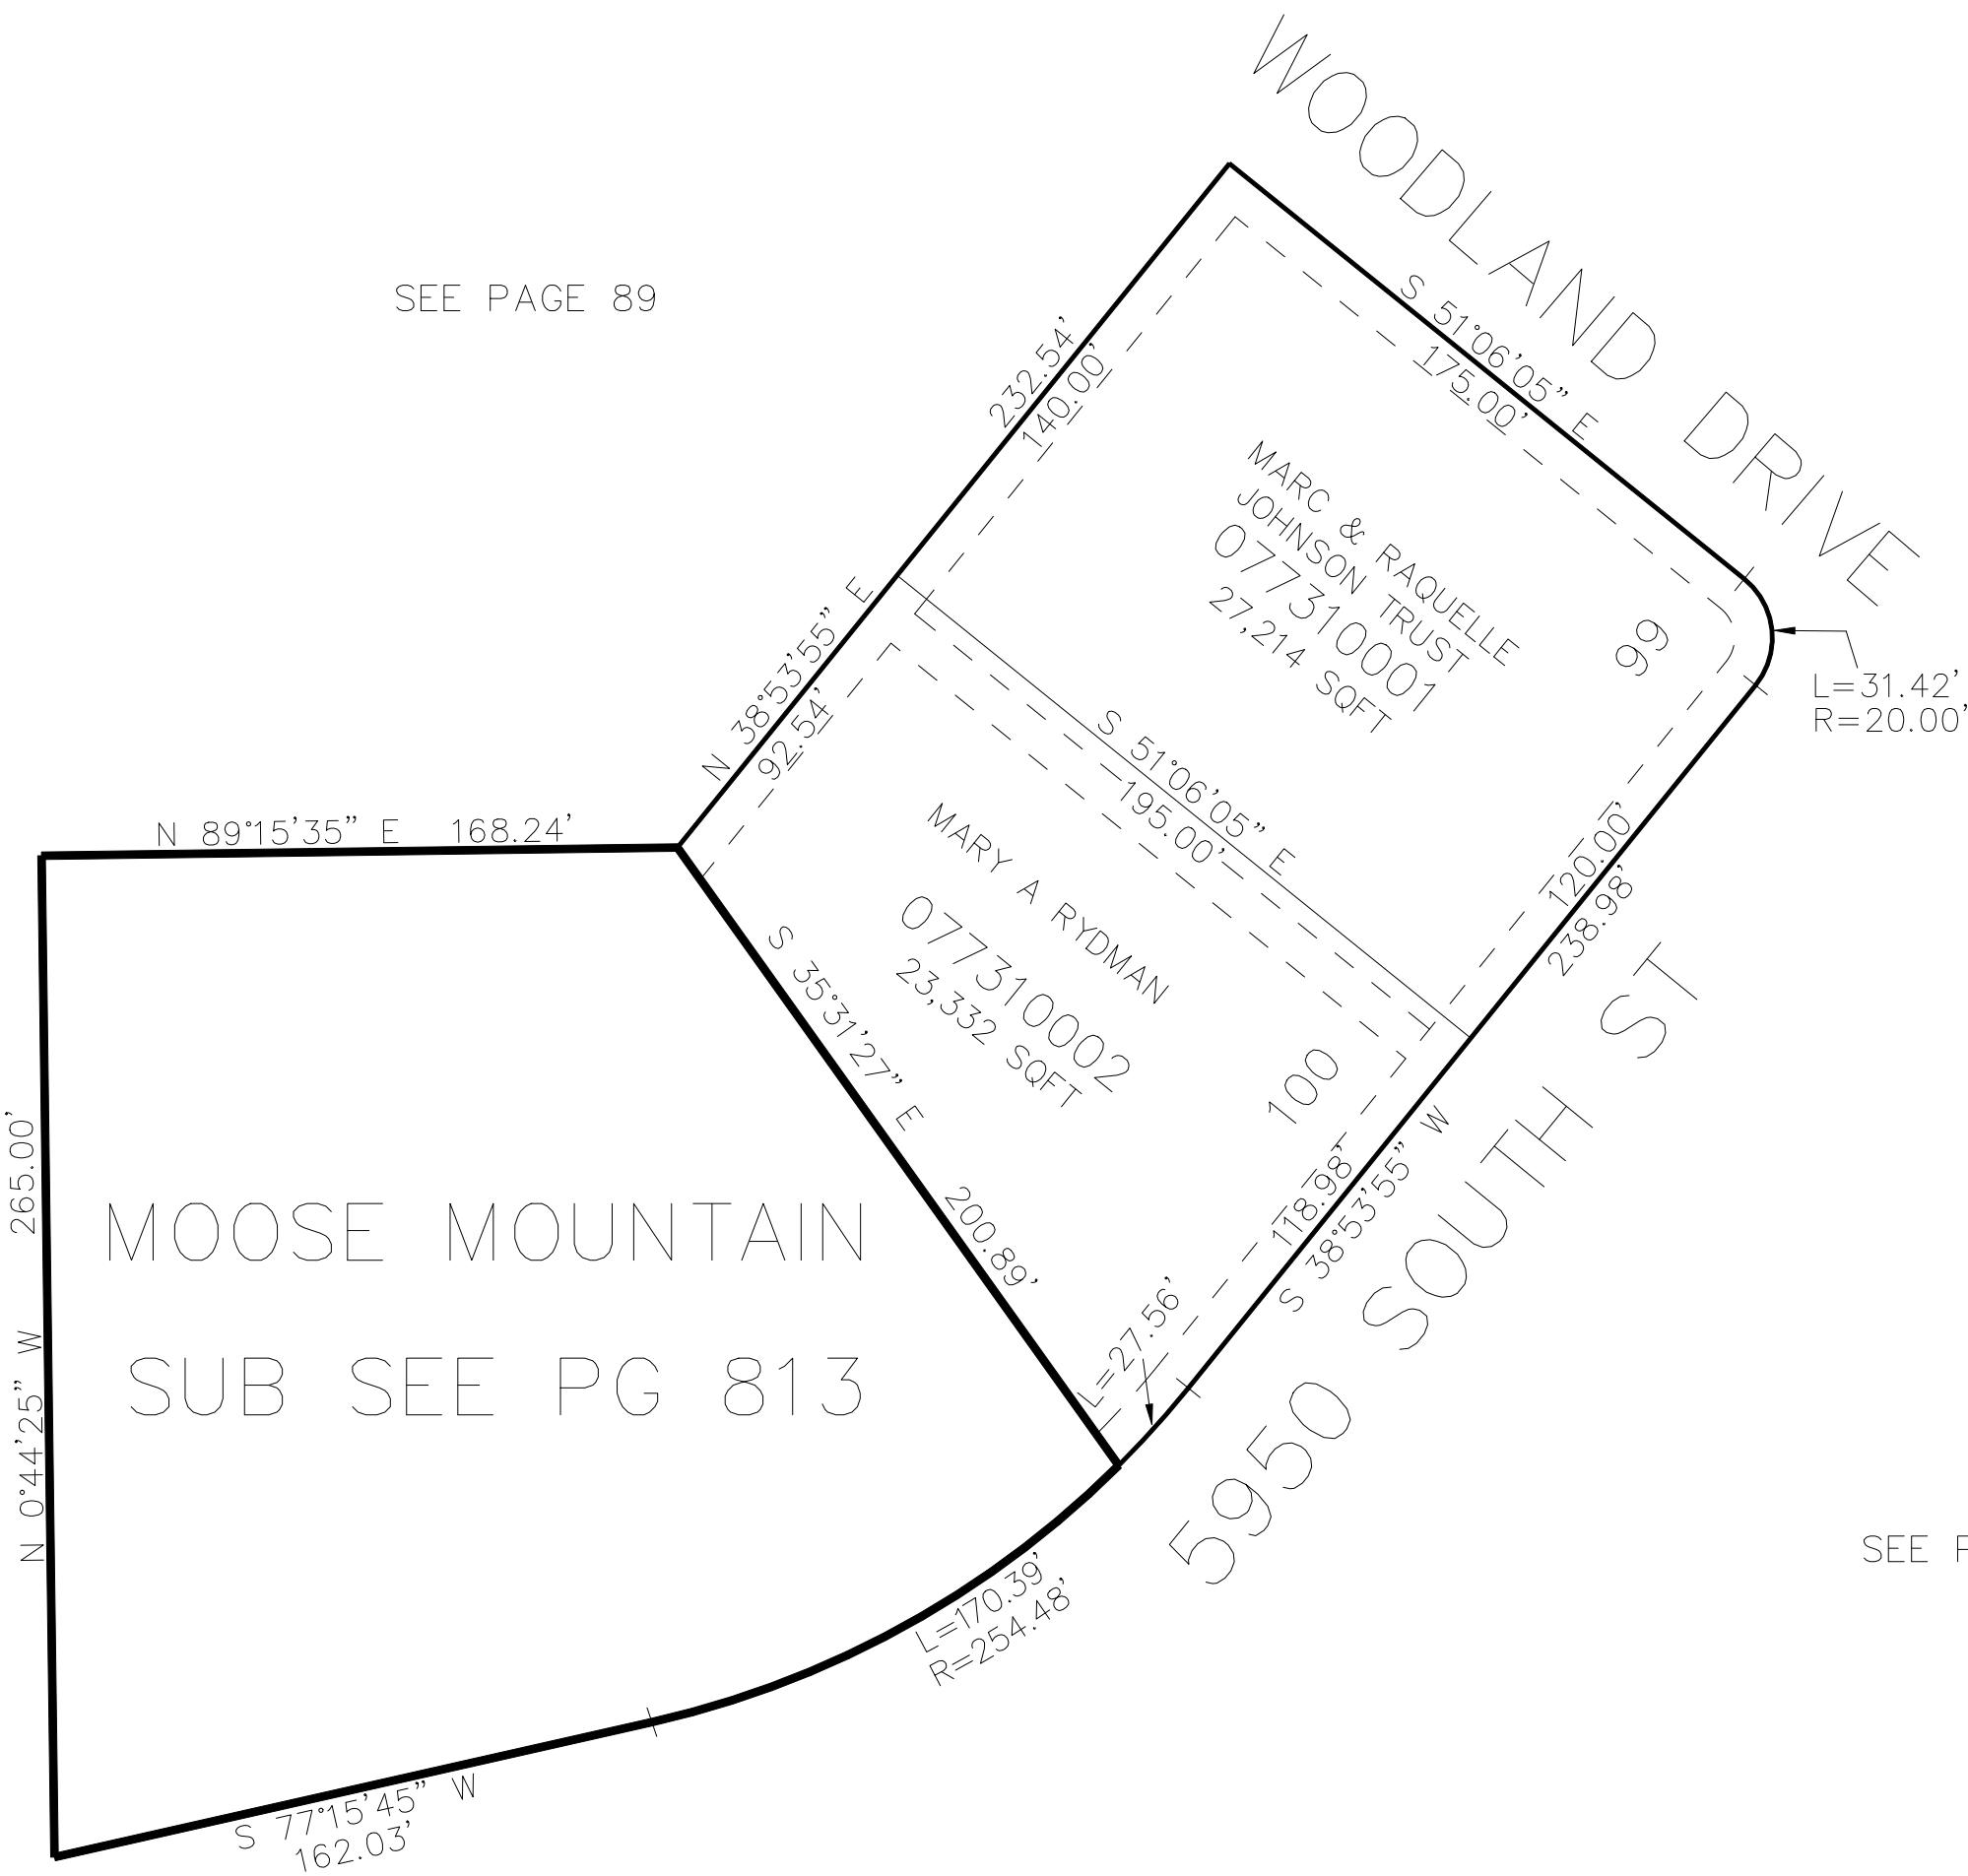 WOODLAND DRIVE
SEE PAGE 89
S 51°06'05" E
175.00'
232.54'
140.00'
MARC & RAQUELLE
JOHNSON TRUST
077310001
27,214 SQFT
99
L=31.42'
R=20.00'
N 38°53'55" E
92.54'
S 51°06'05" E
195.00'
120.00'
238.98'
N 89°15'35" E 168.24'
MARY A RYDMAN
077310002
23,332 SQFT
100
S 35°31'27" E
200.89'
118.98'
S 38°53'55" W
5950 SOUTH ST
265.00'
N 0°44'25" W
MOOSE MOUNTAIN
SUB SEE PG 813
L=27.56'
L=170.39'
R=254.48'
SEE
S 77°15'45" W
162.03'